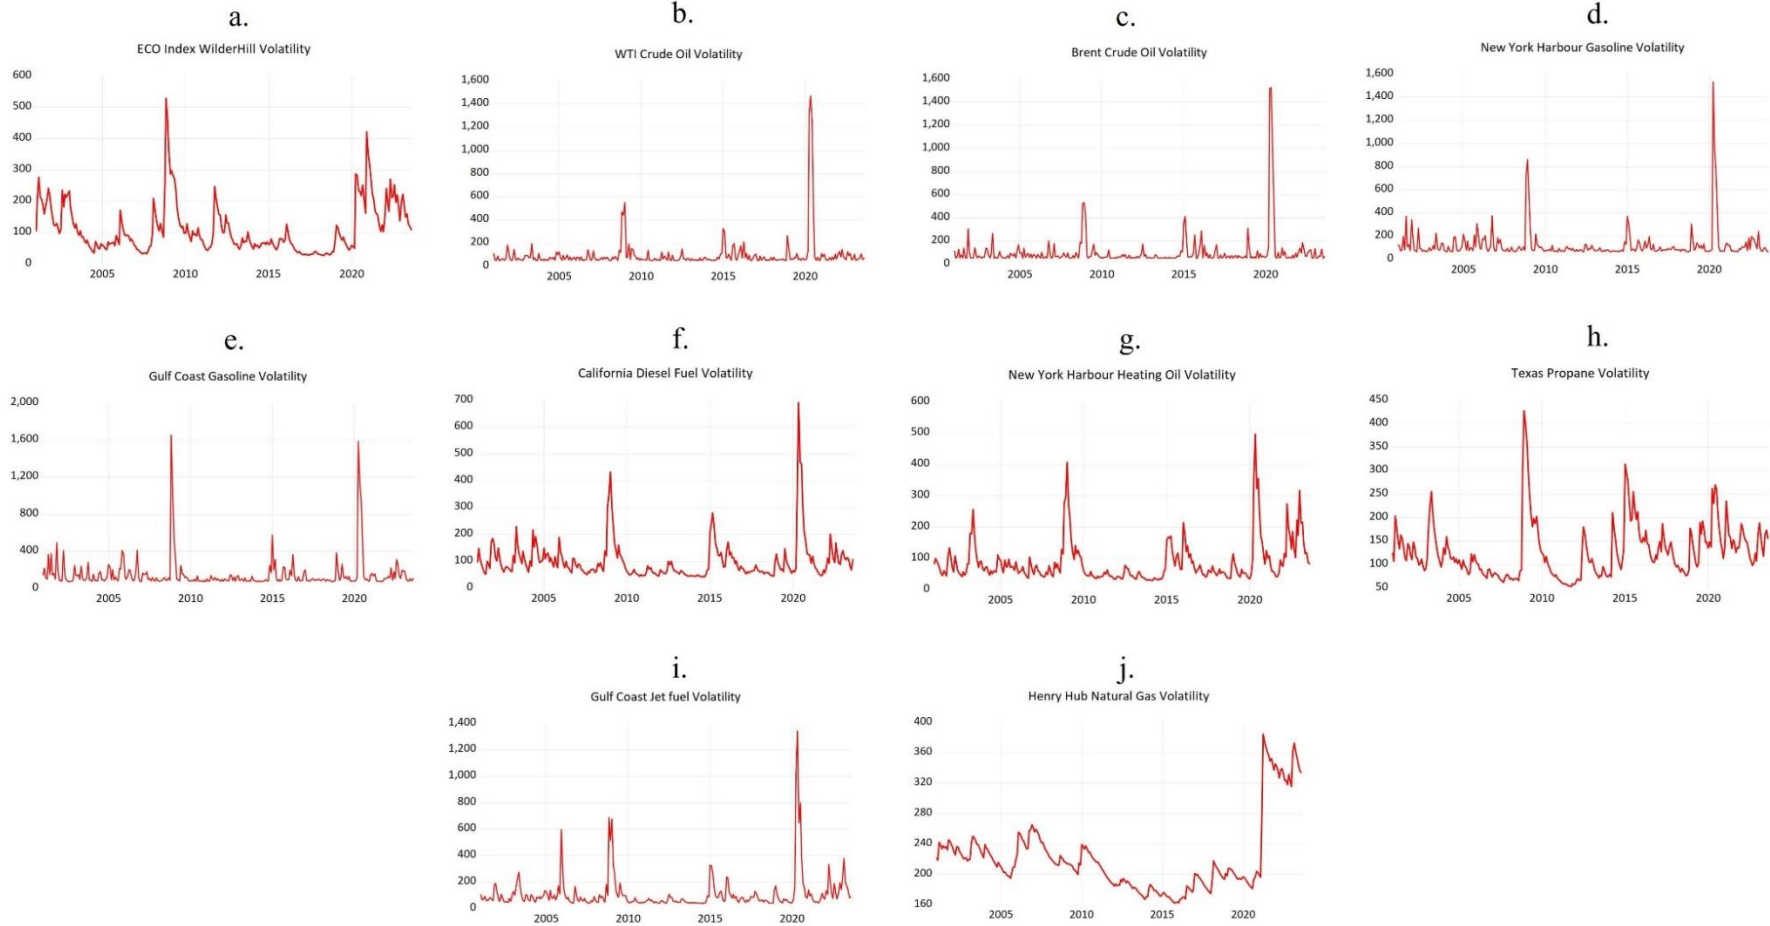 a.
ECO Index WilderHill Volatility
600
500
400
300
200
100
0
2005 2010 2015 2020
b.
WTI Crude Oil Volatility
1,600
1,400
1,200
1,000
800
600
400
200
0
2005 2010 2015 2020
c.
Brent Crude Oil Volatility
1,600
1,400
1,200
1,000
800
600
400
200
0
2005 2010 2015 2020
d.
New York Harbour Gasoline Volatility
1,600
1,400
1,200
1,000
800
600
400
200
0
2005 2010 2015 2020
e.
Gulf Coast Gasoline Volatility
2,000
1,600
1,200
800
400
0
2005 2010 2015 2020
f.
California Diesel Fuel Volatility
700
600
500
400
300
200
100
0
2005 2010 2015 2020
g.
New York Harbour Heating Oil Volatility
600
500
400
300
200
100
0
2005 2010 2015 2020
h.
Texas Propane Volatility
450
400
350
300
250
200
150
100
50
2005 2010 2015 2020
i.
Gulf Coast Jet fuel Volatility
1,400
1,200
1,000
800
600
400
200
0
2005 2010 2015 2020
j.
Henry Hub Natural Gas Volatility
400
360
320
280
240
200
160
2005 2010 2015 2020